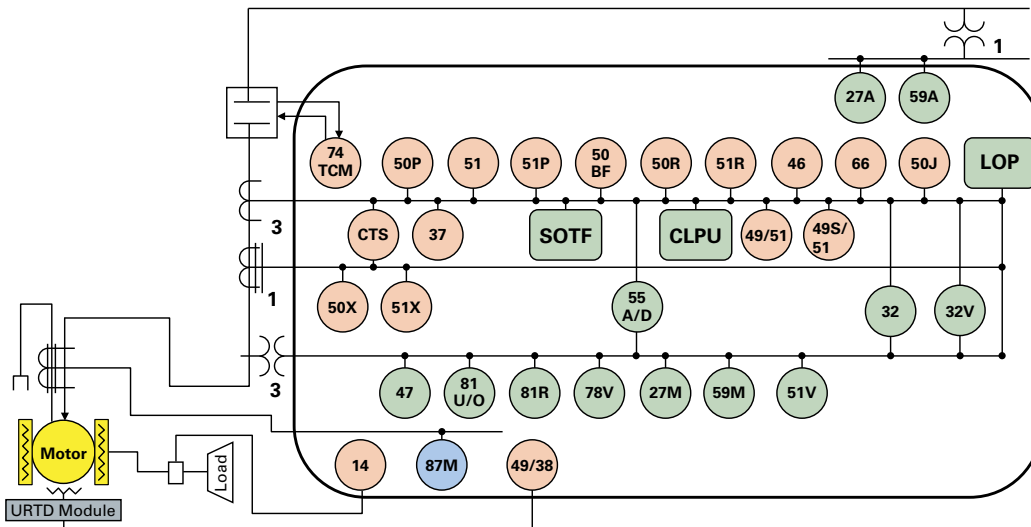 1
27A
59A
74
TCM
50P
51
51P
50
BF
50R
51R
46
66
50J
LOP
3
CTS
37
SOTF
CLPU
49/51
49S/
51
1
50X
51X
55
A/D
32
32V
3
47
81
U/O
81R
78V
27M
59M
51V
Motor
Load
14
87M
49/38
URTD Module